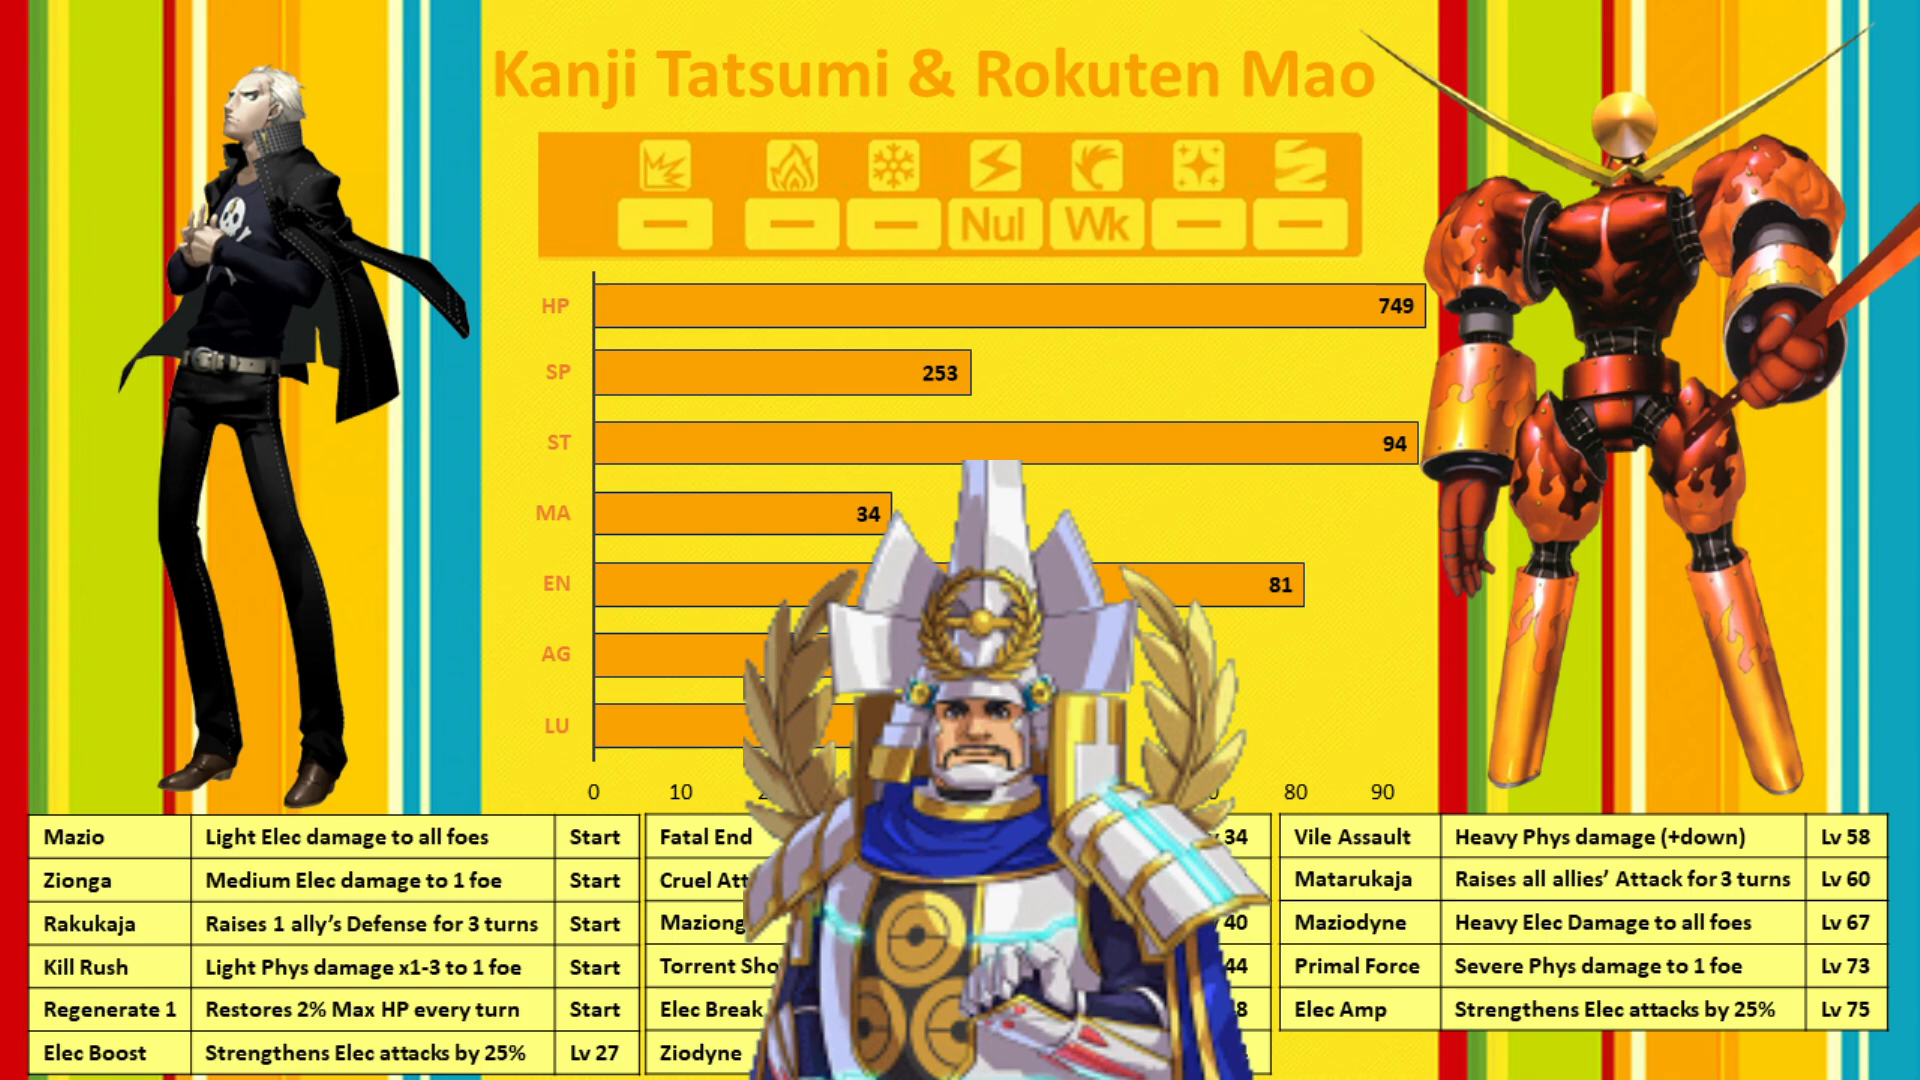 Kanji Tatsumi & Rokuten Mao
— — — Nul Wk — —
HP 749
SP 253
ST 94
MA 34
EN 81
AG
LU
0 10 80 90
Mazio Light Elec damage to all foes Start
Zionga Medium Elec damage to 1 foe Start
Rakukaja Raises 1 ally’s Defense for 3 turns Start
Kill Rush Light Phys damage x1-3 to 1 foe Start
Regenerate 1 Restores 2% Max HP every turn Start
Elec Boost Strengthens Elec attacks by 25% Lv 27
Fatal End 34
Cruel Att
Maziong 40
Torrent Sho 44
Elec Break 8
Ziodyne
Vile Assault Heavy Phys damage (+down) Lv 58
Matarukaja Raises all allies’ Attack for 3 turns Lv 60
Maziodyne Heavy Elec Damage to all foes Lv 67
Primal Force Severe Phys damage to 1 foe Lv 73
Elec Amp Strengthens Elec attacks by 25% Lv 75